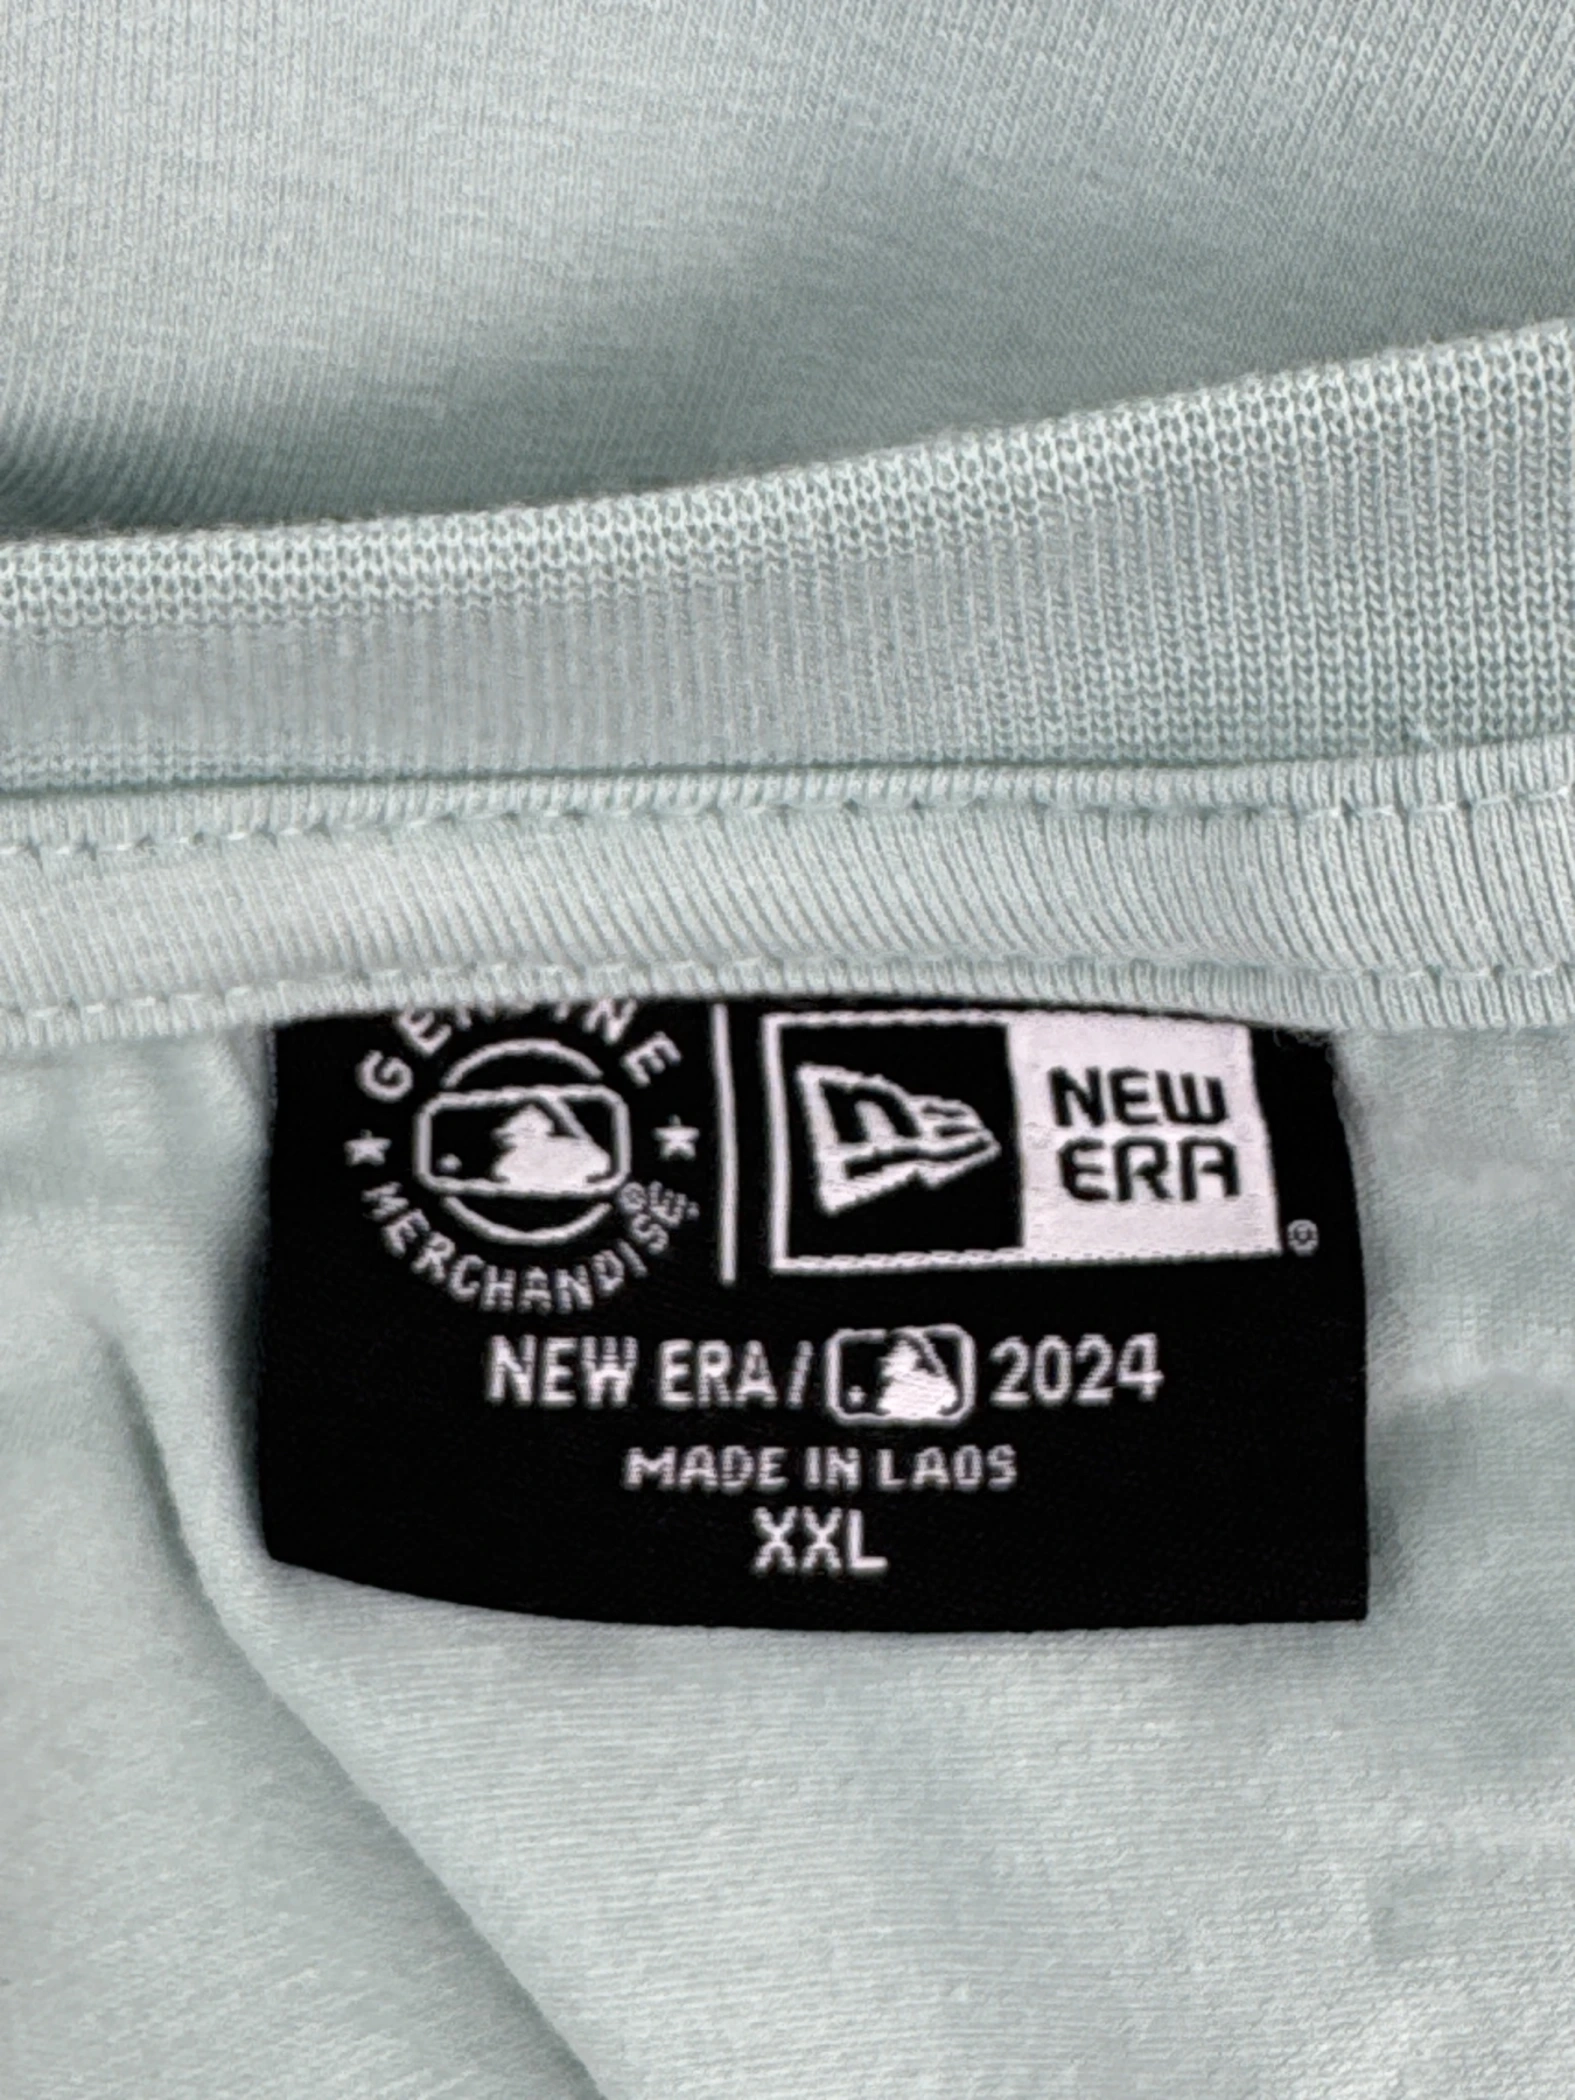 GENUINE
MERCHANDISE
NEW
ERA
®
NEW ERA / 2024
MADE IN LAOS
XXL